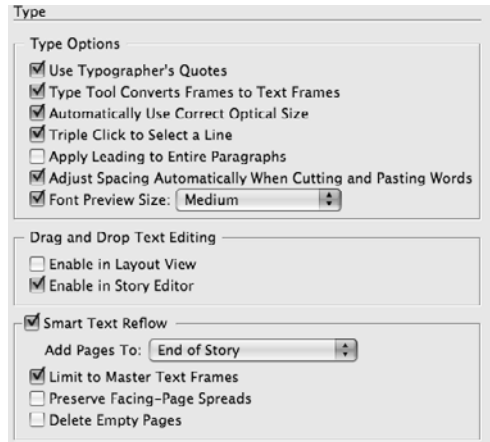 Type
Type Options
Use Typographer's Quotes
Type Tool Converts Frames to Text Frames
Automatically Use Correct Optical Size
Triple Click to Select a Line
Apply Leading to Entire Paragraphs
Adjust Spacing Automatically When Cutting and Pasting Words
Font Preview Size: Medium
Drag and Drop Text Editing
Enable in Layout View
Enable in Story Editor
Smart Text Reflow
Add Pages To: End of Story
Limit to Master Text Frames
Preserve Facing-Page Spreads
Delete Empty Pages